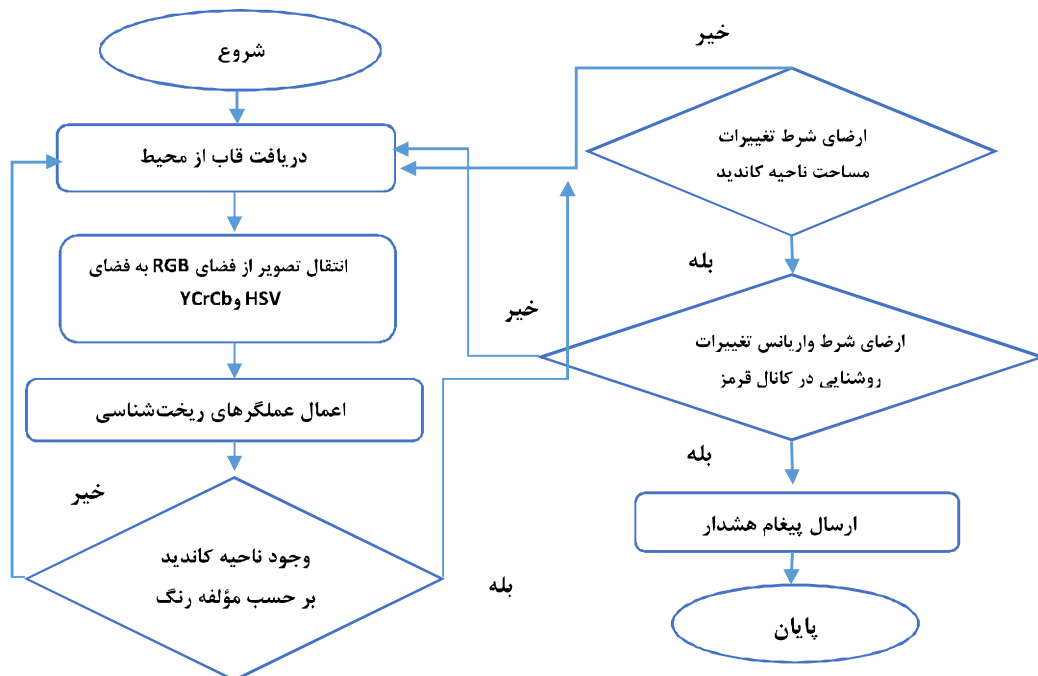 شروع
دریافت قاب از محیط
انتقال تصویر از فضای RGB به فضای
YCrCb و HSV
اعمال عملگرهای ریخت‌شناسی
خیر
وجود ناحیه کاندید
بر حسب مؤلفه رنگ
بله
خیر
ارضای شرط تغییرات
مساحت ناحیه کاندید
بله
خیر
ارضای شرط واریانس تغییرات
روشنایی در کانال قرمز
بله
ارسال پیغام هشدار
پایان